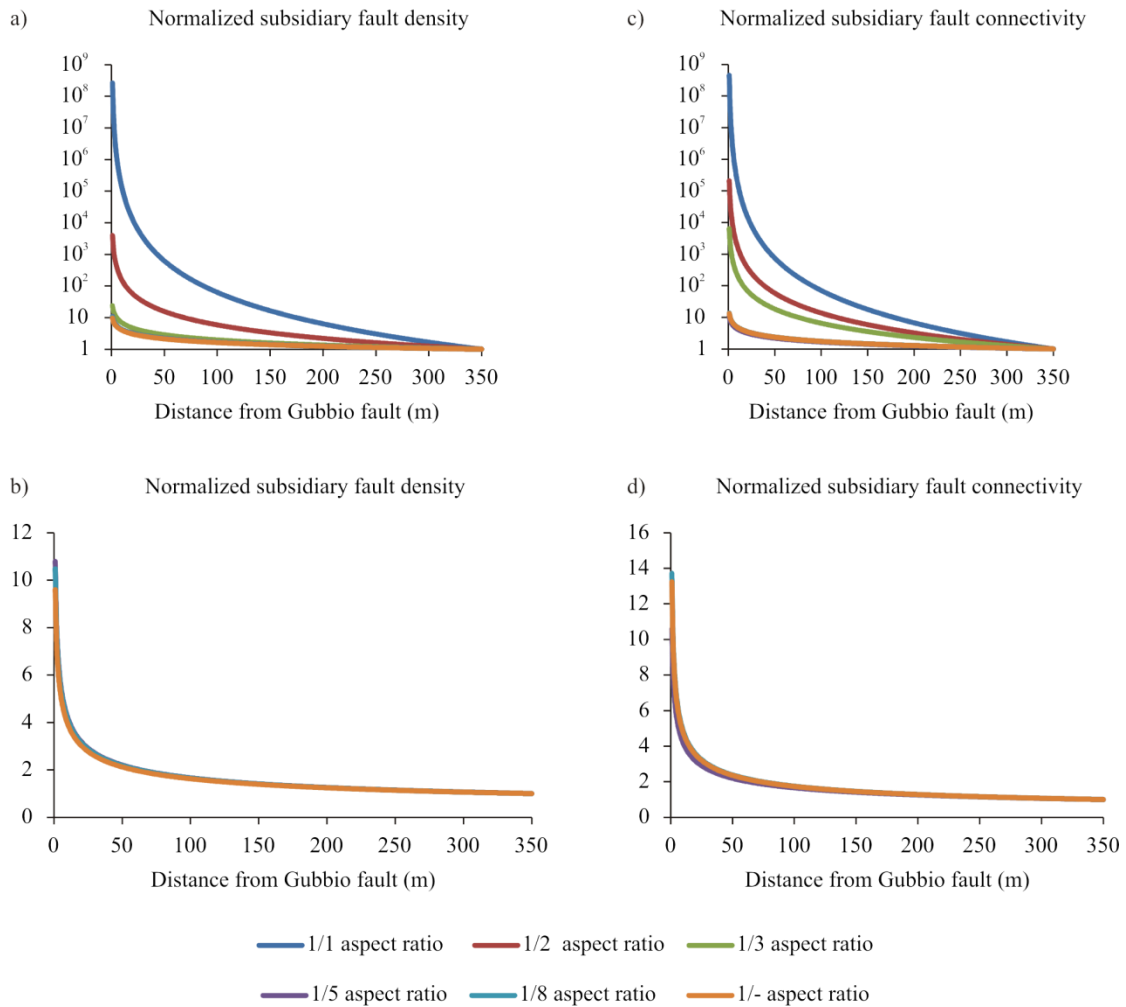 a) Normalized subsidiary fault density
10⁹
10⁸
10⁷
10⁶
10⁵
10⁴
10³
10²
10
1
0 50 100 150 200 250 300 350
Distance from Gubbio fault (m)
c) Normalized subsidiary fault connectivity
10⁹
10⁸
10⁷
10⁶
10⁵
10⁴
10³
10²
10
1
0 50 100 150 200 250 300 350
Distance from Gubbio fault (m)
b) Normalized subsidiary fault density
12
10
8
6
4
2
0
0 50 100 150 200 250 300 350
Distance from Gubbio fault (m)
d) Normalized subsidiary fault connectivity
16
14
12
10
8
6
4
2
0
0 50 100 150 200 250 300 350
Distance from Gubbio fault (m)
1/1 aspect ratio 1/2 aspect ratio 1/3 aspect ratio
1/5 aspect ratio 1/8 aspect ratio 1/- aspect ratio